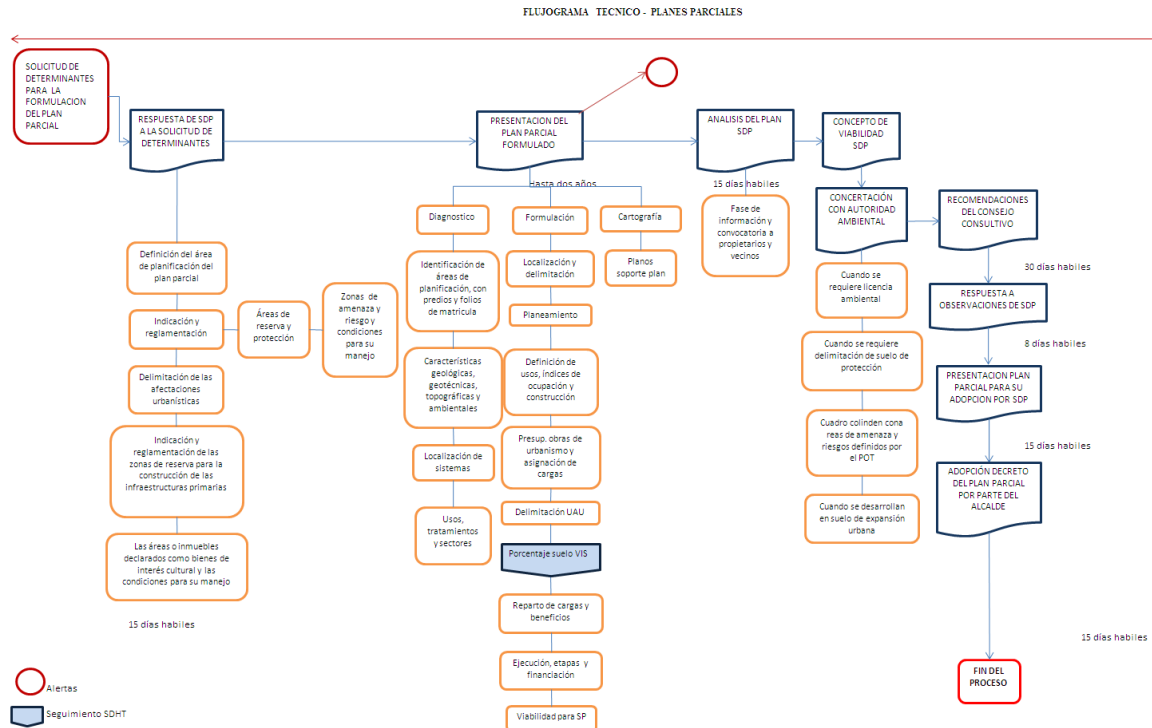 FLUJOGRAMA TECNICO - PLANES PARCIALES
SOLICITUD DE
DETERMINANTES
PARA LA
FORMULACION
DEL PLAN
PARCIAL
RESPUESTA DE SDP
A LA SOLICITUD DE
DETERMINANTES
PRESENTACION DEL
PLAN PARCIAL
FORMULADO
ANALISIS DEL PLAN
SDP
CONCEPTO DE
VIABILIDAD
SDP
Hasta dos años
15 días habiles
CONCERTACIÓN
CON AUTORIDAD
AMBIENTAL
RECOMENDACIONES
DEL CONSEJO
CONSULTIVO
Definición del área
de planificación del
plan parcial
Indicación y
reglamentación
Áreas de
reserva y
protección
Zonas de
amenaza y
riesgo y
condiciones
para su
manejo
Delimitación de las
afectaciones
urbanísticas
Indicación y
reglamentación de las
zonas de reserva para la
construcción de las
infraestructuras primarias
Las áreas o inmuebles
declarados como bienes de
interés cultural y las
condiciones para su manejo
15 días habiles
Diagnostico
Identificación de
áreas de
planificación, con
predios y folios
de matricula
Características
geológicas,
geotécnicas,
topográficas y
ambientales
Localización de
sistemas
Usos,
tratamientos
y sectores
Formulación
Localización y
delimitación
Planeamiento
Definición de
usos, índices de
ocupación y
construcción
Presup. obras de
urbanismo y
asignación de
cargas
Delimitación UAU
Porcentaje suelo VIS
Reparto de cargas y
beneficios
Ejecución, etapas y
financiación
Viabilidad para SP
Cartografía
Planos
soporte plan
Fase de
información y
convocatoria a
propietarios y
vecinos
Cuando se
requiere licencia
ambiental
Cuando se requiere
delimitación de suelo de
protección
Cuadro colinden cona
reas de amenaza y
riesgos definidos por
el POT
Cuando se desarrollan
en suelo de expansión
urbana
30 días habiles
RESPUESTA A
OBSERVACIONES DE SDP
8 días habiles
PRESENTACION PLAN
PARCIAL PARA SU
ADOPCION POR SDP
15 días habiles
ADOPCIÓN DECRETO
DEL PLAN PARCIAL
POR PARTE DEL
ALCALDE
15 días habiles
FIN DEL
PROCESO
Alertas
Seguimiento SDHT